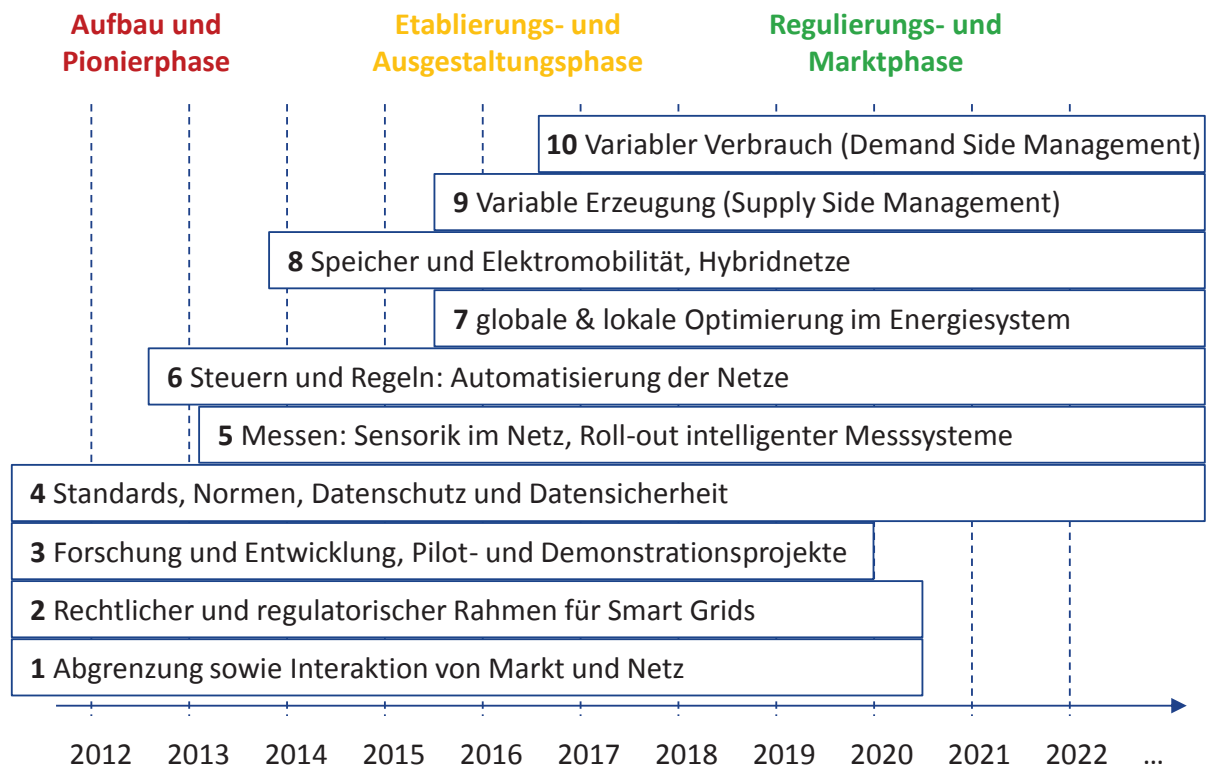 Aufbau und
Pionierphase
Etablierungs- und
Ausgestaltungsphase
Regulierungs- und
Marktphase
10 Variabler Verbrauch (Demand Side Management)
9 Variable Erzeugung (Supply Side Management)
8 Speicher und Elektromobilität, Hybridnetze
7 globale & lokale Optimierung im Energiesystem
6 Steuern und Regeln: Automatisierung der Netze
5 Messen: Sensorik im Netz, Roll-out intelligenter Messsysteme
4 Standards, Normen, Datenschutz und Datensicherheit
3 Forschung und Entwicklung, Pilot- und Demonstrationsprojekte
2 Rechtlicher und regulatorischer Rahmen für Smart Grids
1 Abgrenzung sowie Interaktion von Markt und Netz
2012 2013 2014 2015 2016 2017 2018 2019 2020 2021 2022 ...